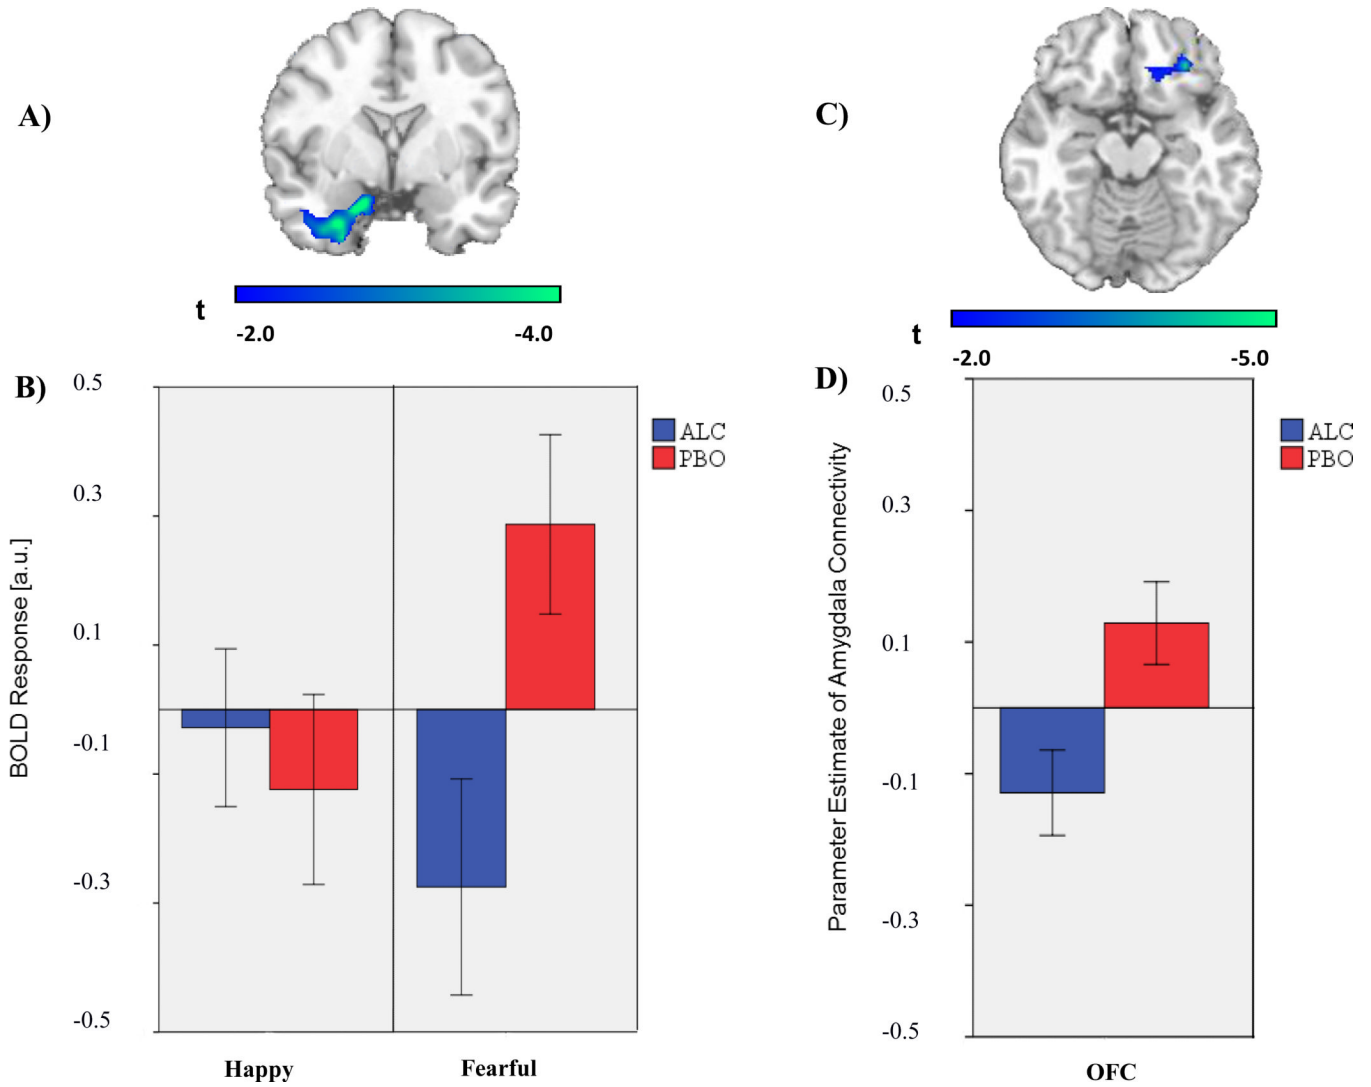 A)
t
-2.0 -4.0
B)
BOLD Response [a.u.]
0.5
0.3
0.1
-0.1
-0.3
-0.5
ALC
PBO
Happy Fearful
C)
t
-2.0 -5.0
D)
Parameter Estimate of Amygdala Connectivity
0.5
0.3
0.1
-0.1
-0.3
-0.5
ALC
PBO
OFC